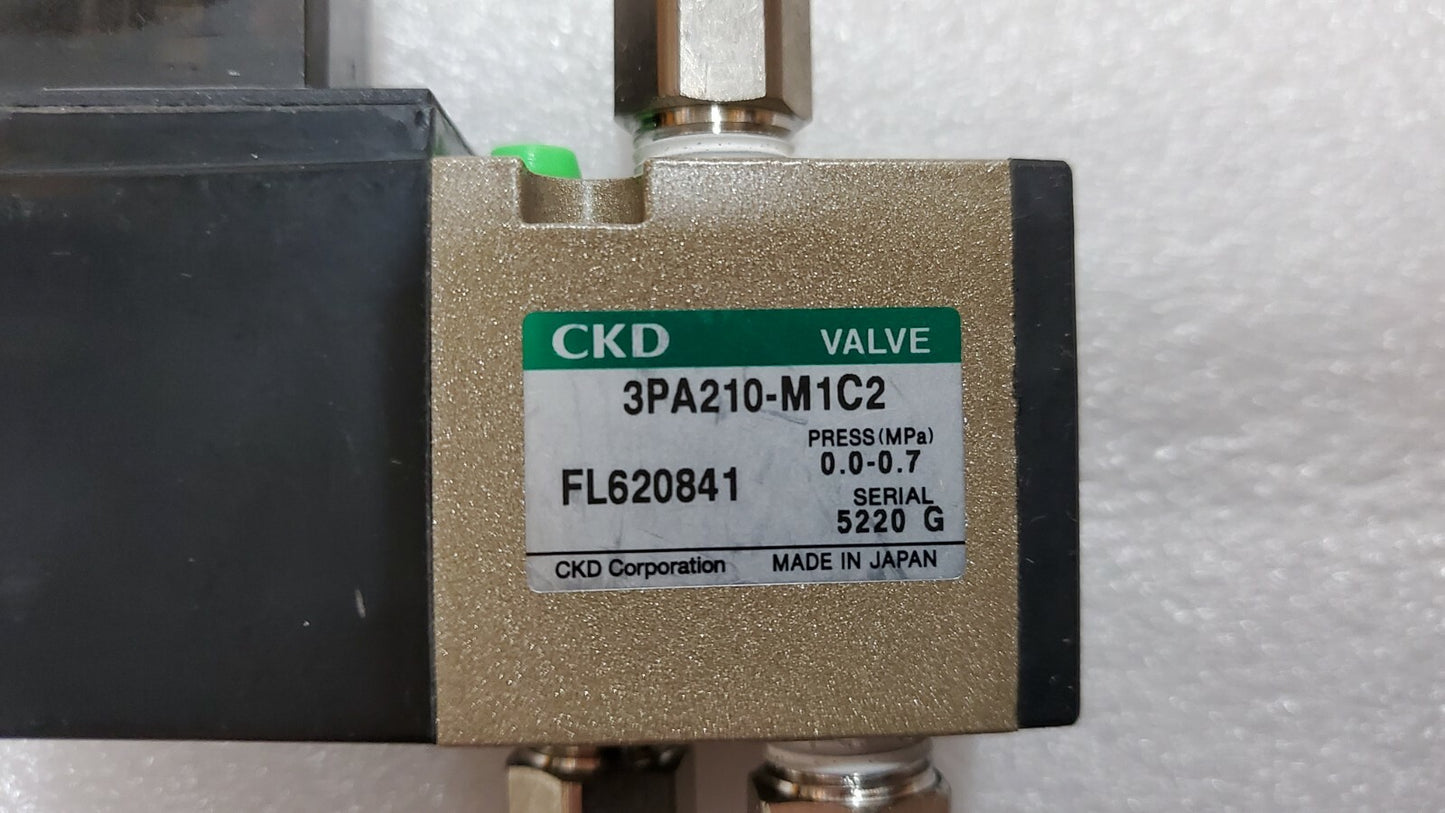 CKD VALVE
3PA210-M1C2
PRESS(MPa)
0.0-0.7
FL620841
SERIAL
5220 G
CKD Corporation MADE IN JAPAN